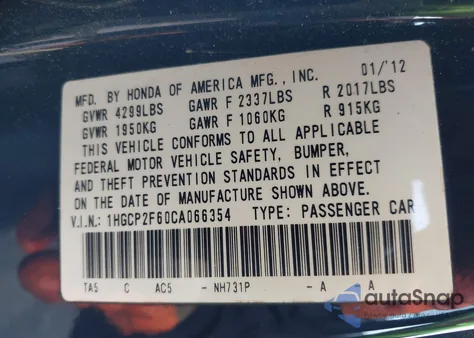 MFD. BY HONDA OF AMERICA MFG., INC. 01/'12
GVWR 4299LBS GAWR F 2337LBS R 2017LBS
GVWR 1950KG GAWR F 1060KG R 915KG
THIS VEHICLE CONFORMS TO ALL APPLICABLE
FEDERAL MOTOR VEHICLE SAFETY, BUMPER,
AND THEFT PREVENTION STANDARDS IN EFFECT
ON THE DATE OF MANUFACTURE SHOWN ABOVE.
V.I.N.: 1HGCP2F60CA066354 TYPE: PASSENGER CAR
TA5 C AC5 - NH731P - A A
autoSnap